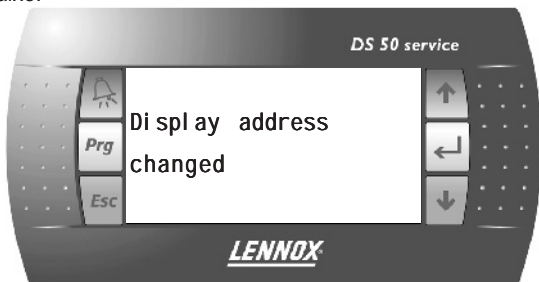 DS 50 service
Display address
changed
Prg
Esc
LENNOX